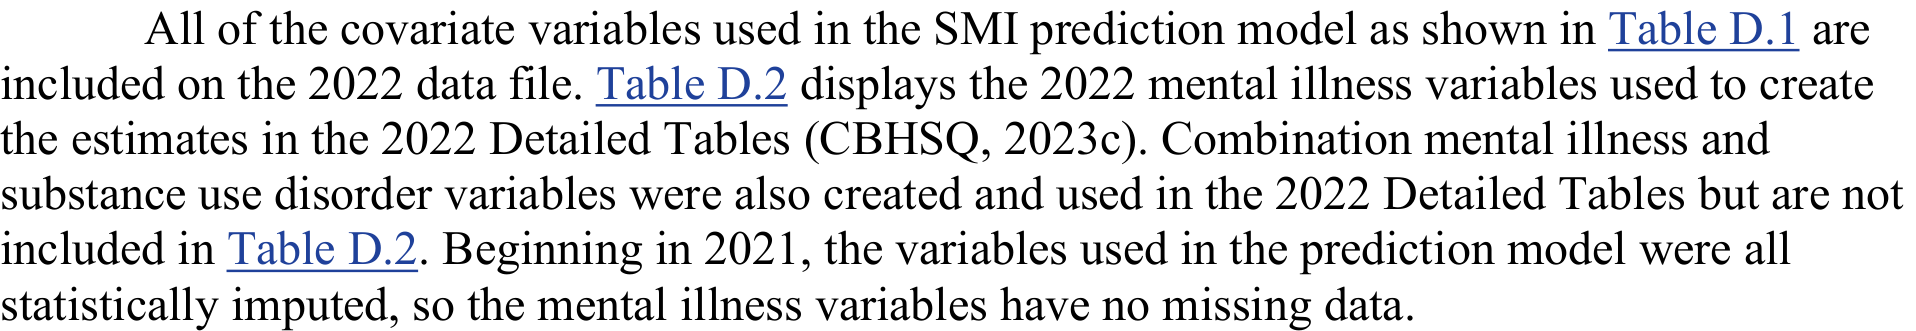 All of the covariate variables used in the SMI prediction model as shown in Table D.1 are
included on the 2022 data file. Table D.2 displays the 2022 mental illness variables used to create
the estimates in the 2022 Detailed Tables (CBHSQ, 2023c). Combination mental illness and
substance use disorder variables were also created and used in the 2022 Detailed Tables but are not
included in Table D.2. Beginning in 2021, the variables used in the prediction model were all
statistically imputed, so the mental illness variables have no missing data.